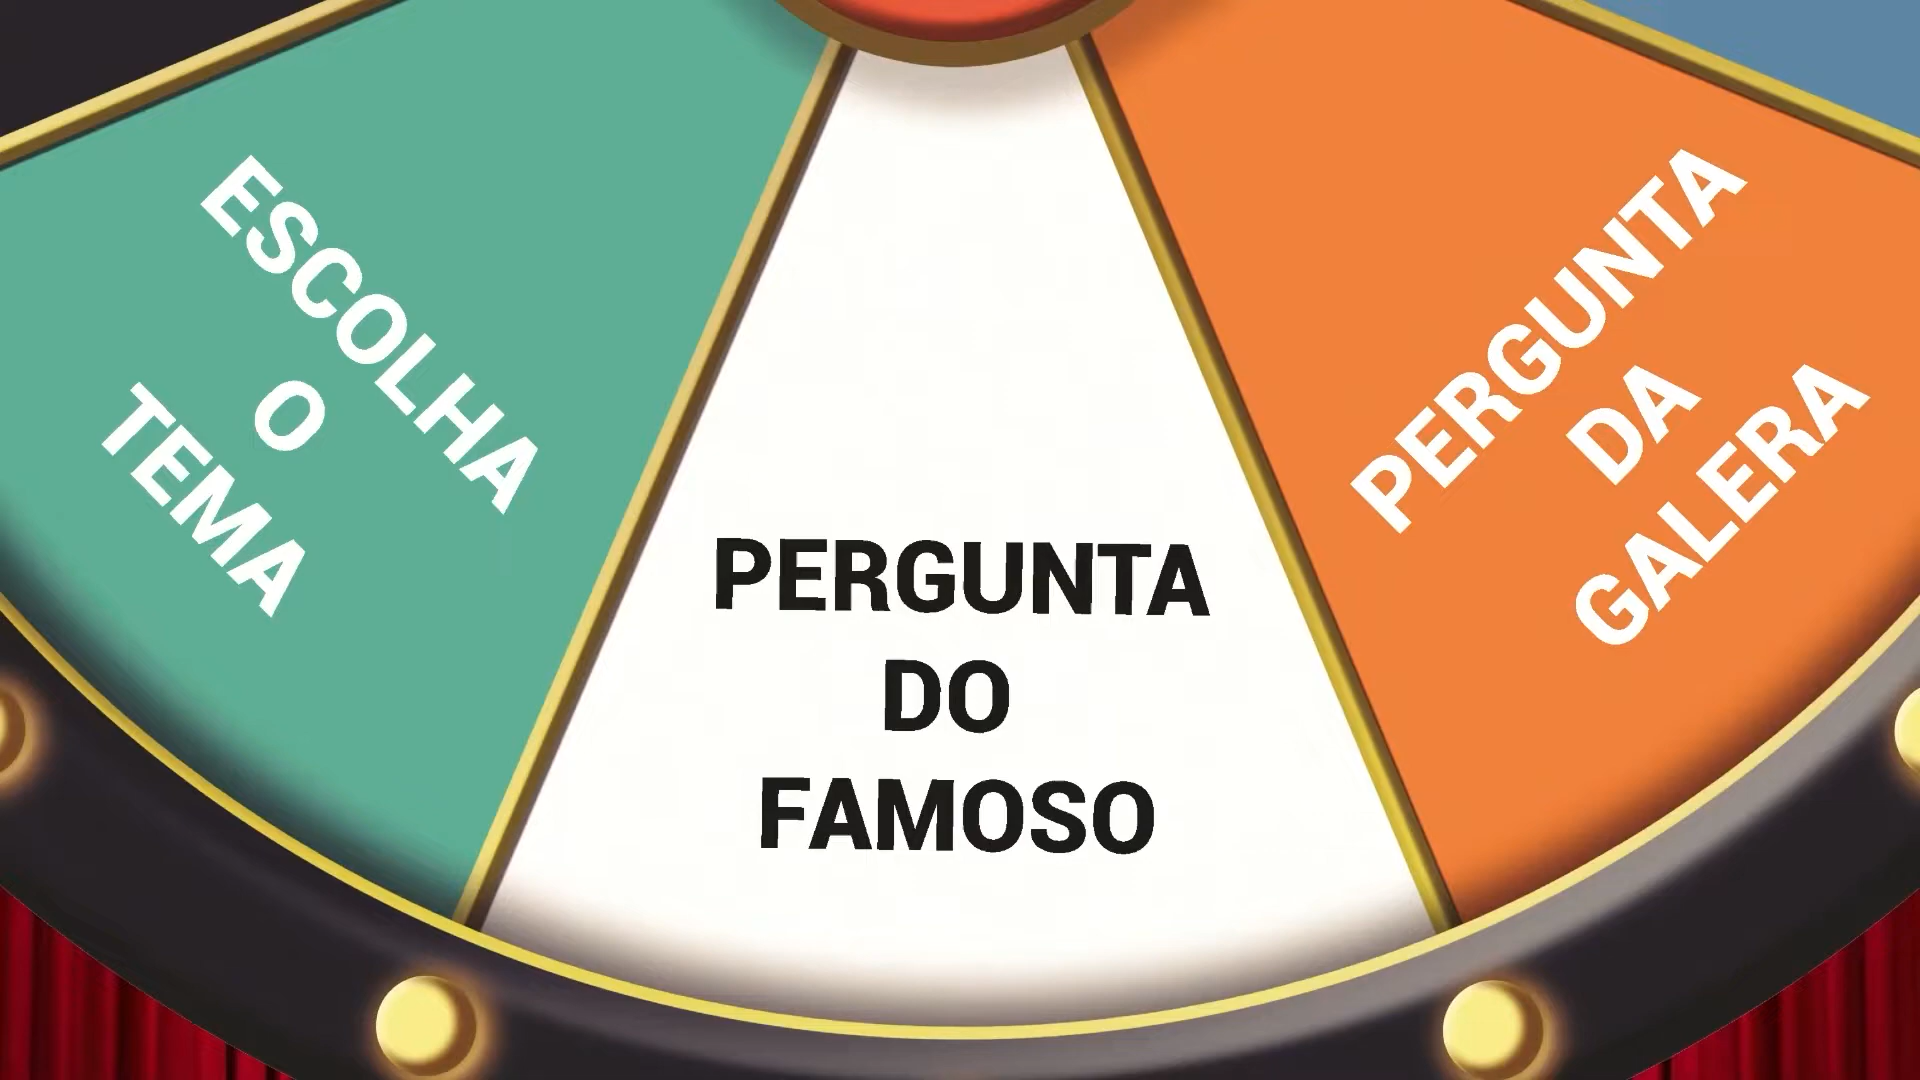 ESCOLHA
O
TEMA
PERGUNTA
DO
FAMOSO
PERGUNTA
DA
GALERA